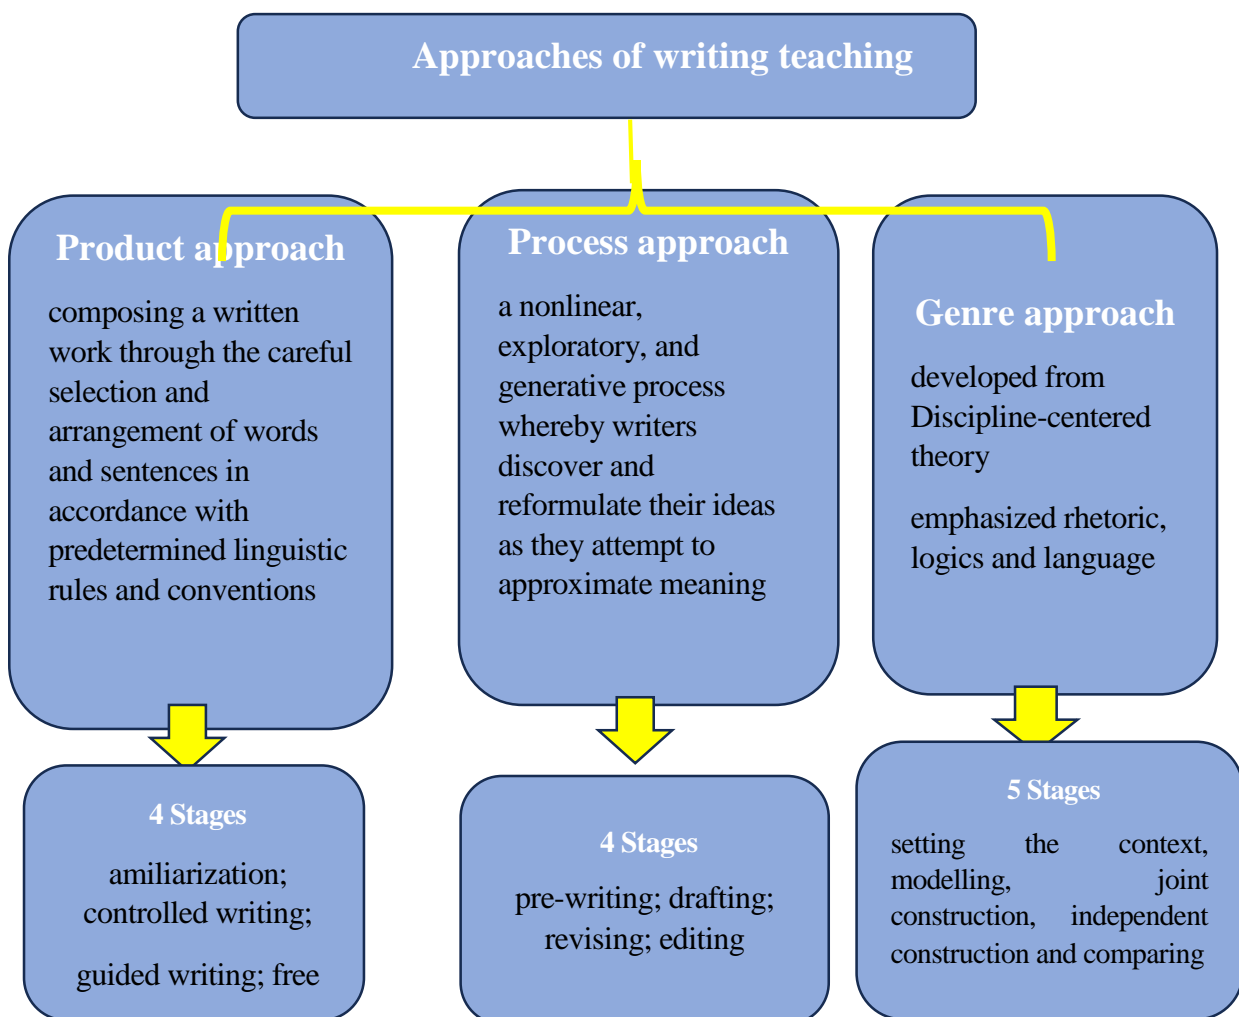 Approaches of writing teaching
Product approach
composing a written
work through the careful
selection and
arrangement of words
and sentences in
accordance with
predetermined linguistic
rules and conventions
Process approach
a nonlinear,
exploratory, and
generative process
whereby writers
discover and
reformulate their ideas
as they attempt to
approximate meaning
Genre approach
developed from
Discipline-centered
theory
emphasized rhetoric,
logics and language
4 Stages
amiliarization;
controlled writing;
guided writing; free
4 Stages
pre-writing; drafting;
revising; editing
5 Stages
setting the context,
modelling, joint
construction, independent
construction and comparing